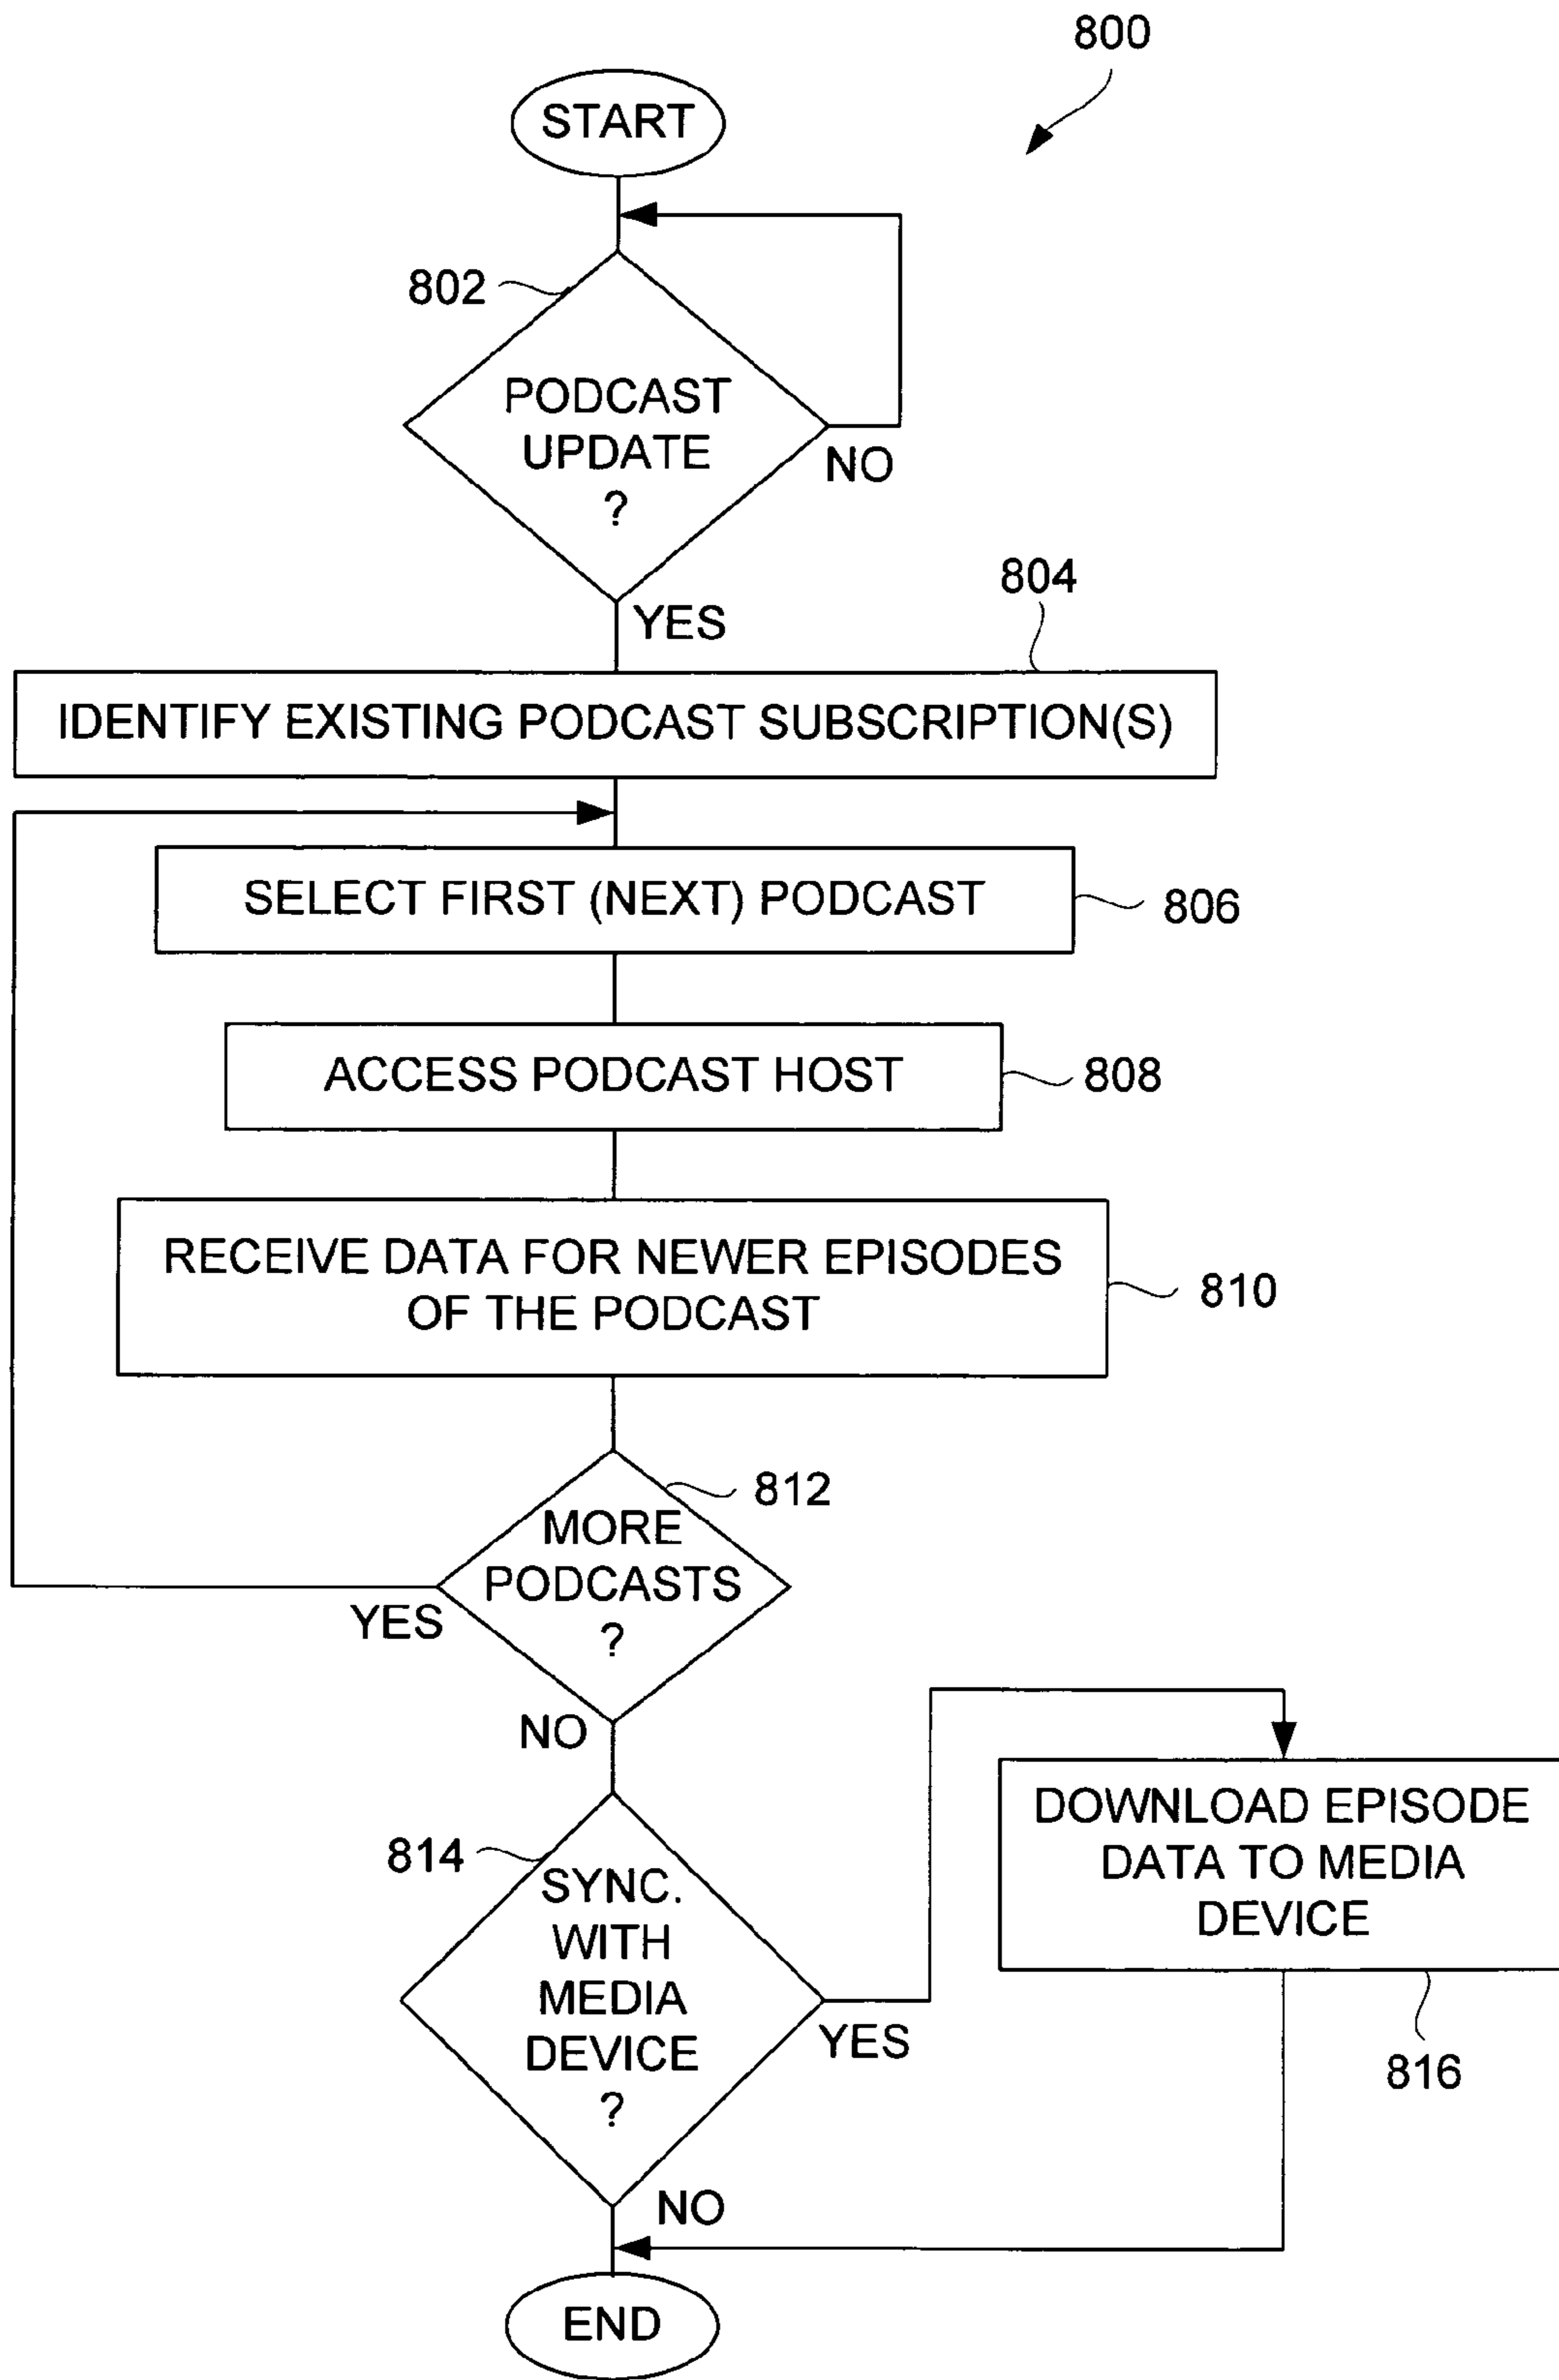 800
START
802
PODCAST
UPDATE
?
NO
YES
804
IDENTIFY EXISTING PODCAST SUBSCRIPTION(S)
SELECT FIRST (NEXT) PODCAST
806
ACCESS PODCAST HOST
808
RECEIVE DATA FOR NEWER EPISODES
OF THE PODCAST
810
812
MORE
PODCASTS
?
YES
NO
814
SYNC.
WITH
MEDIA
DEVICE
?
YES
DOWNLOAD EPISODE
DATA TO MEDIA
DEVICE
816
NO
END